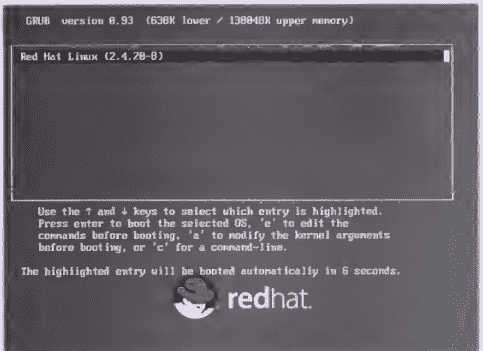 GRUB version 0.93 (638K lower / 130048K upper memory)
Red Hat Linux (2.4.20-8)
Use the ↑ and ↓ keys to select which entry is highlighted.
Press enter to boot the selected OS, 'e' to edit the
commands before booting, 'a' to modify the kernel arguments
before booting, or 'c' for a command-line.
The highlighted entry will be booted automatically in 6 seconds.
redhat.